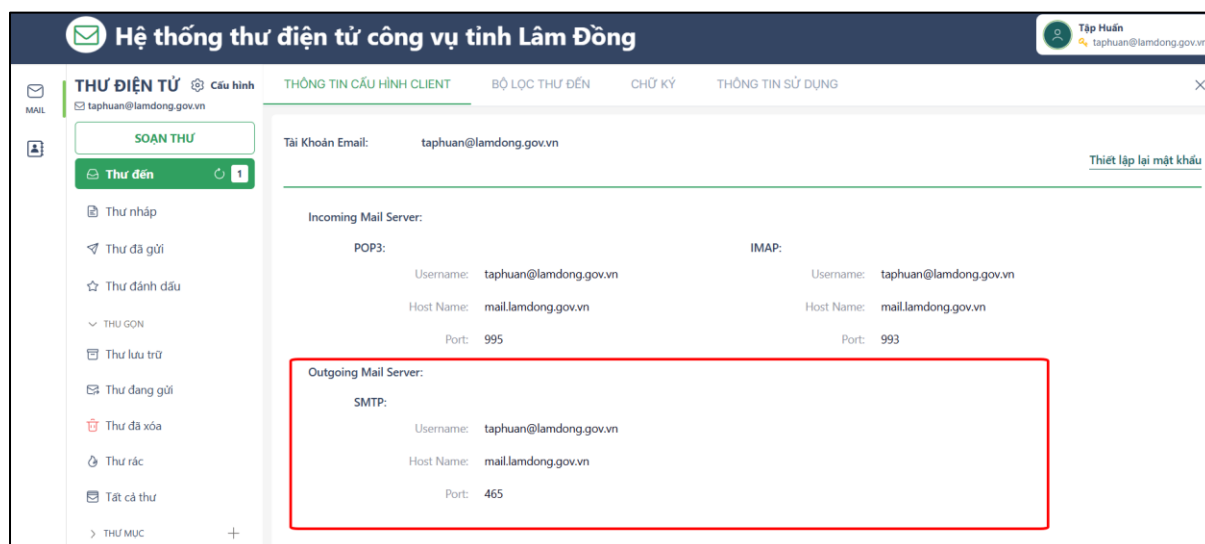 Hệ thống thư điện tử công vụ tỉnh Lâm Đồng
Tập Huấn
taphuan@lamdong.gov.vn
MAIL
THƯ ĐIỆN TỬ Cấu hình
taphuan@lamdong.gov.vn
SOẠN THƯ
Thư đến 1
Thư nháp
Thư đã gửi
Thư đánh dấu
THU GỌN
Thư lưu trữ
Thư đang gửi
Thư đã xóa
Thư rác
Tất cả thư
THƯ MỤC
THÔNG TIN CẤU HÌNH CLIENT BỘ LỌC THƯ ĐẾN CHỮ KÝ THÔNG TIN SỬ DỤNG
Tài Khoản Email: taphuan@lamdong.gov.vn
Thiết lập lại mật khẩu
Incoming Mail Server:
POP3: IMAP:
Username: taphuan@lamdong.gov.vn Username: taphuan@lamdong.gov.vn
Host Name: mail.lamdong.gov.vn Host Name: mail.lamdong.gov.vn
Port: 995 Port: 993
Outgoing Mail Server:
SMTP:
Username: taphuan@lamdong.gov.vn
Host Name: mail.lamdong.gov.vn
Port: 465